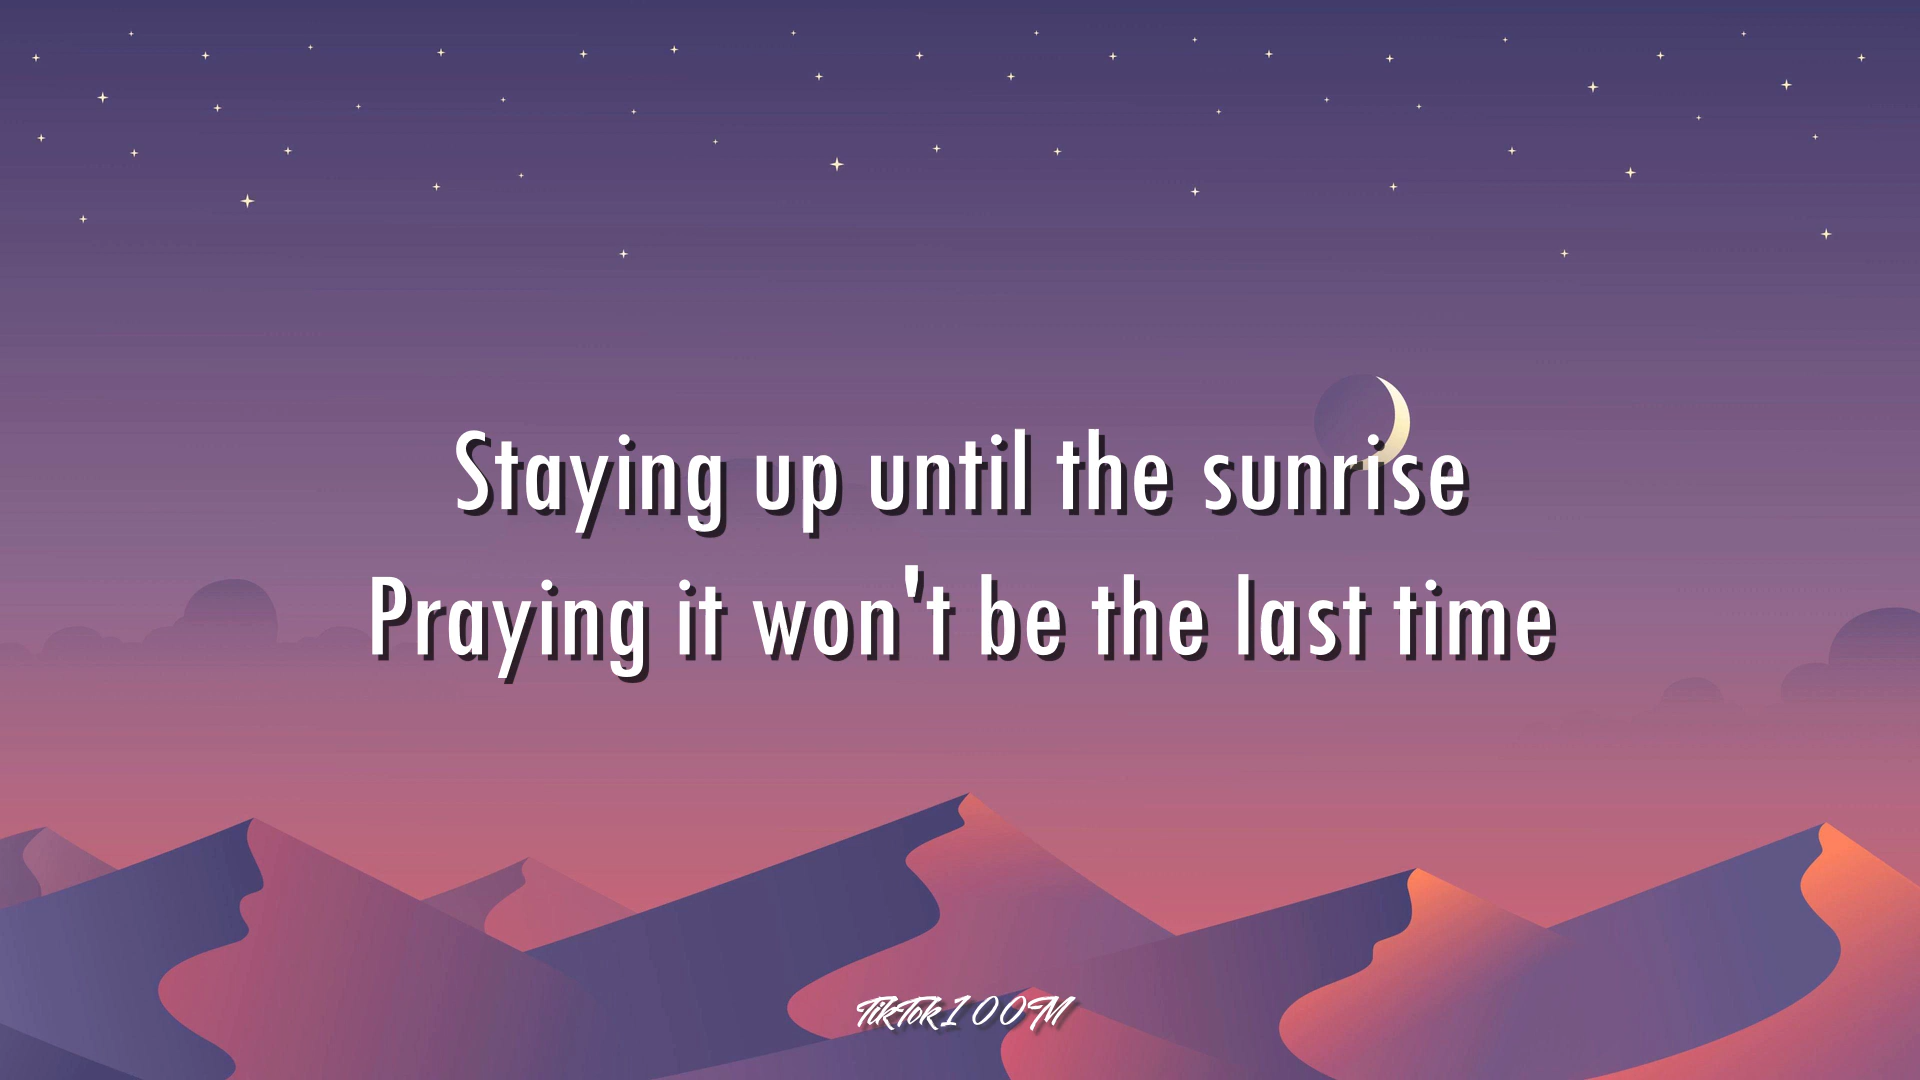 Staying up until the sunrise
Praying it won't be the last time
TikTok100M